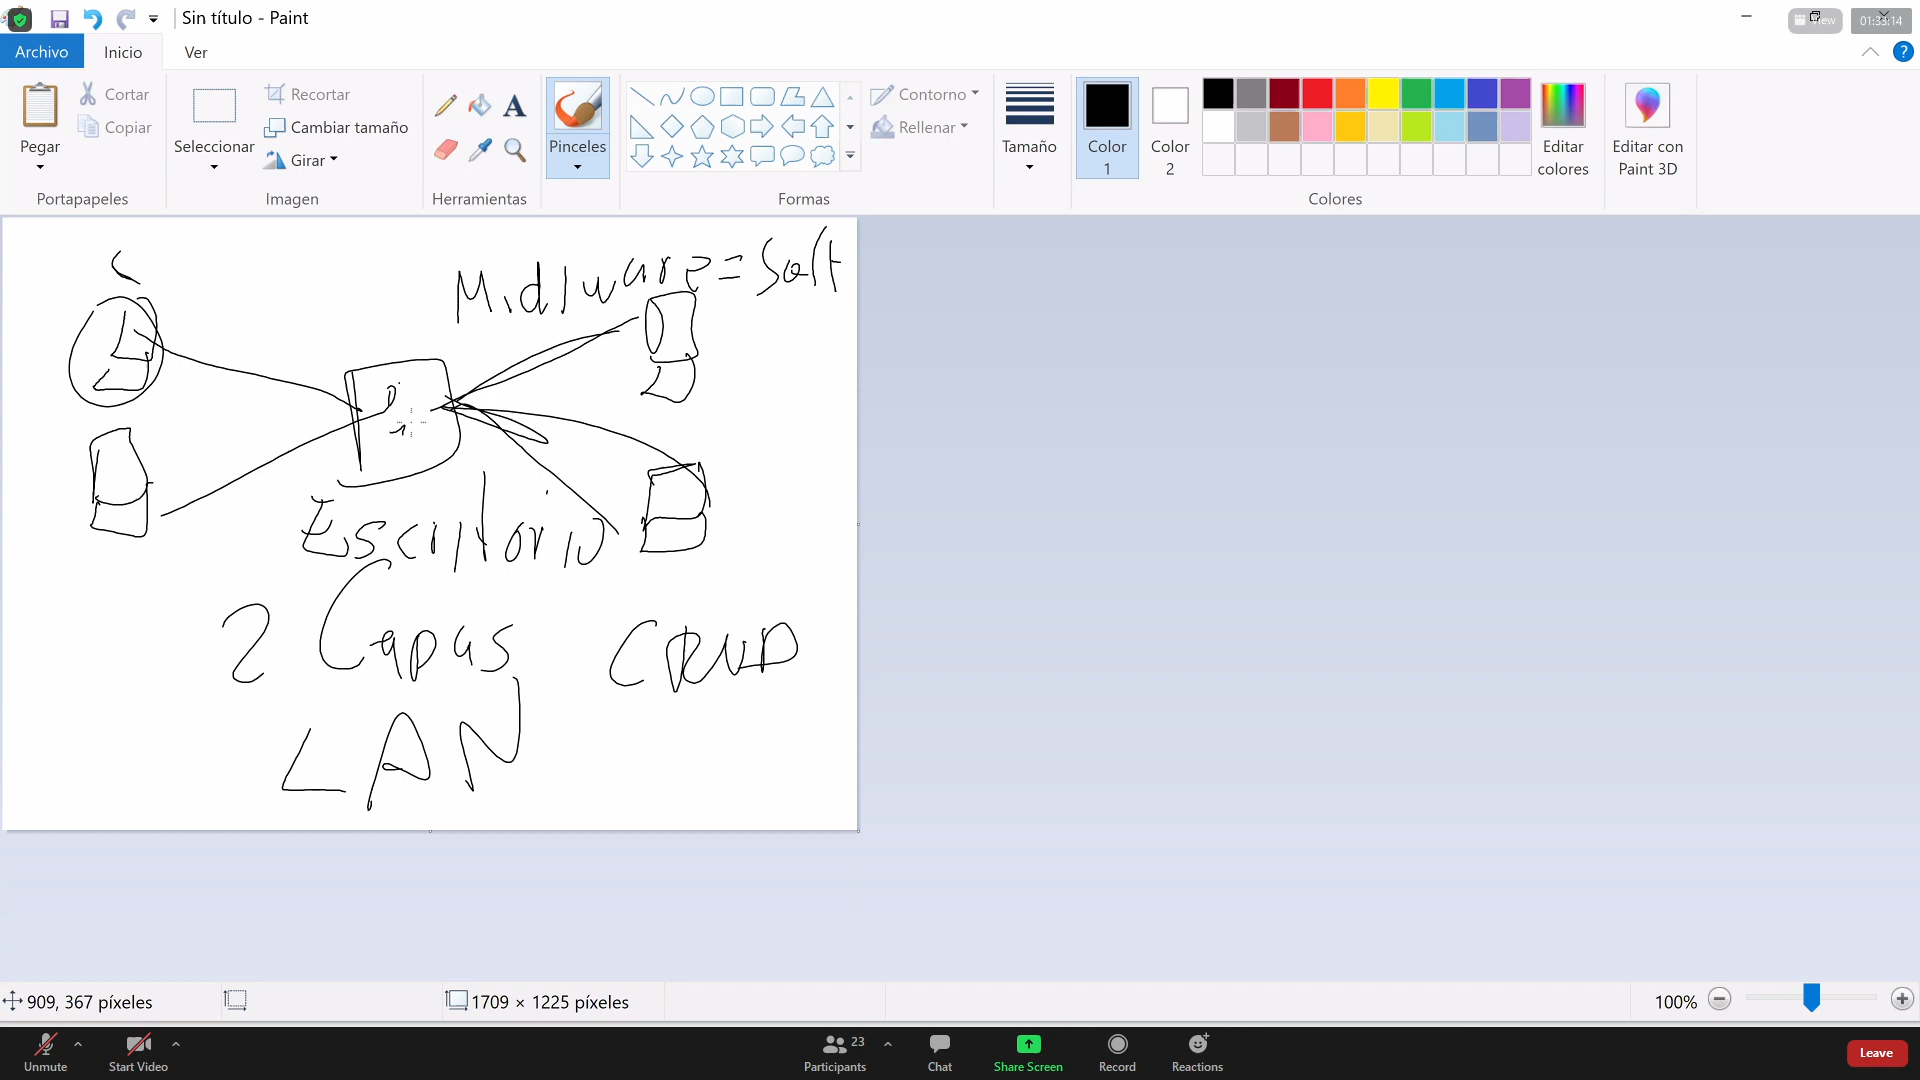 Sin título - Paint
View
01:33:14
Archivo
Inicio
Ver
Pegar
Cortar
Copiar
Portapapeles
Seleccionar
Recortar
Cambiar tamaño
Girar
Imagen
Herramientas
Pinceles
Formas
Contorno
Rellenar
Tamaño
Color
1
Color
2
Editar
colores
Colores
Editar con
Paint 3D
Midlware = Soft
Escritorio
2 Capas
CRUD
LAN
909, 367 píxeles
1709 × 1225 píxeles
100%
Unmute
Start Video
23
Participants
Chat
Share Screen
Record
Reactions
Leave